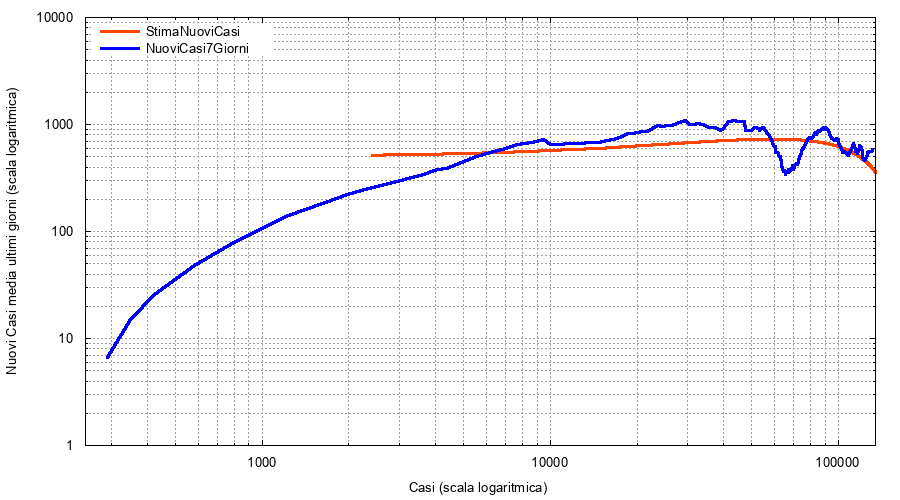 10000
1000
100
10
1
StimaNuoviCasi
NuoviCasi7Giorni
Nuovi Casi media ultimi giorni (scala logaritmica)
1000
10000
100000
Casi (scala logaritmica)